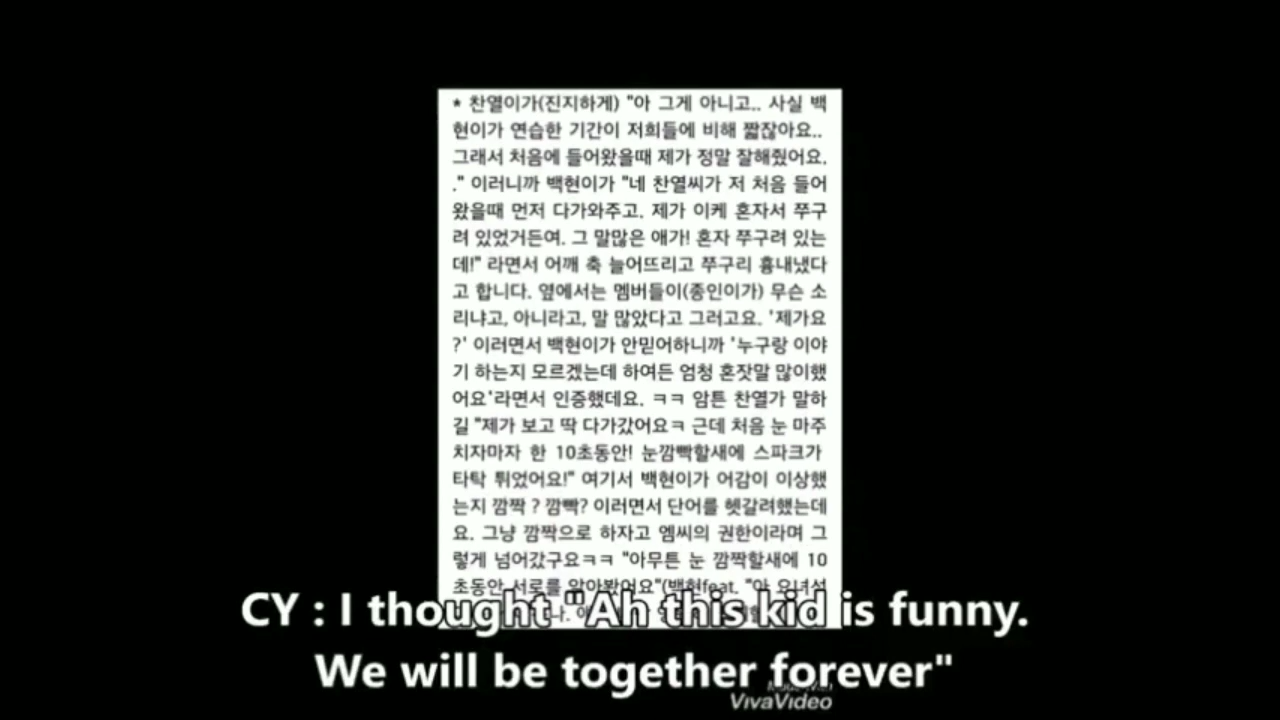 * 찬열이가(진지하게) "아 그게 아니고.. 사실 백
현이가 연습한 기간이 저희들에 비해 짧잖아요..
그래서 처음에 들어왔을때 제가 정말 잘해줬어요.
." 이러니까 백현이가 "네 찬열씨가 저 처음 들어
왔을때 먼저 다가와주고. 제가 이케 혼자서 쭈구
려 있었거든여. 그 말많은 애가! 혼자 쭈구려 있는
데!" 라면서 어깨 축 늘어뜨리고 쭈구리 흉내냈다
고 합니다. 옆에서는 멤버들이(종인이가) 무슨 소
리냐고, 아니라고, 말 많았다고 그러고요. '제가요
?' 이러면서 백현이가 안믿어하니까 '누구랑 이야
기 하는지 모르겠는데 하여든 엄청 혼잣말 많이했
어요'라면서 인증했데요. ㅋㅋ 암튼 찬열가 말하
길 "제가 보고 딱 다가갔어요ㅋ 근데 처음 눈 마주
치자마자 한 10초동안! 눈깜빡할새에 스파크가
타탁 튀었어요!" 여기서 백현이가 어감이 이상했
는지 깜짝 ? 깜빡? 이러면서 단어를 헷갈려했는데
요. 그냥 깜짝으로 하자고 엠씨의 권한이라며 그
렇게 넘어갔구요ㅋㅋ "아무튼 눈 깜짝할새에 10
초동안 서로를 알아봤어요"(백현feat. "아 요녀석
CY : I thought "Ah this kid is funny.
We will be together forever"
Made With
VivaVideo